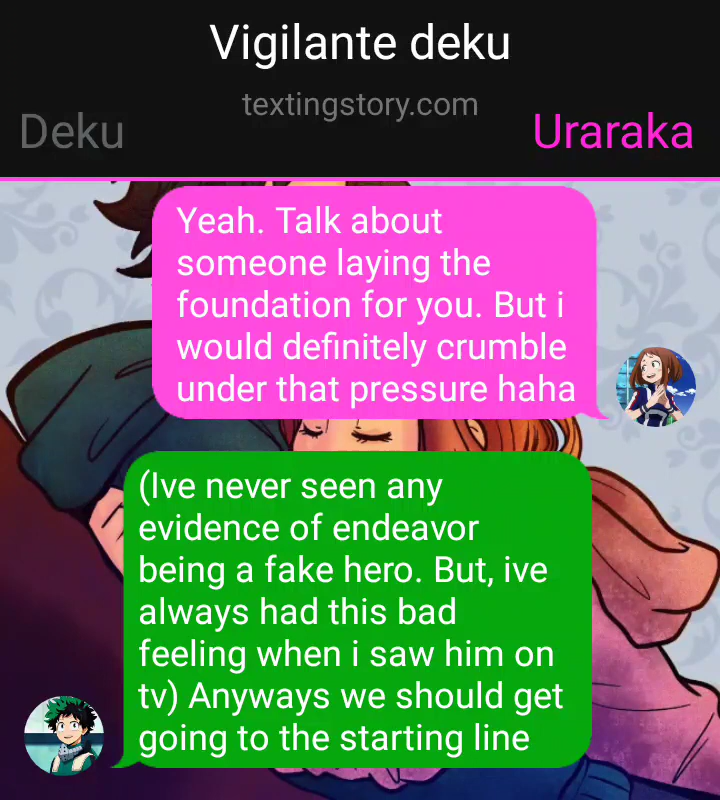 Vigilante deku
textingstory.com
Deku
Uraraka
Yeah. Talk about
someone laying the
foundation for you. But i
would definitely crumble
under that pressure haha
(Ive never seen any
evidence of endeavor
being a fake hero. But, ive
always had this bad
feeling when i saw him on
tv) Anyways we should get
going to the starting line